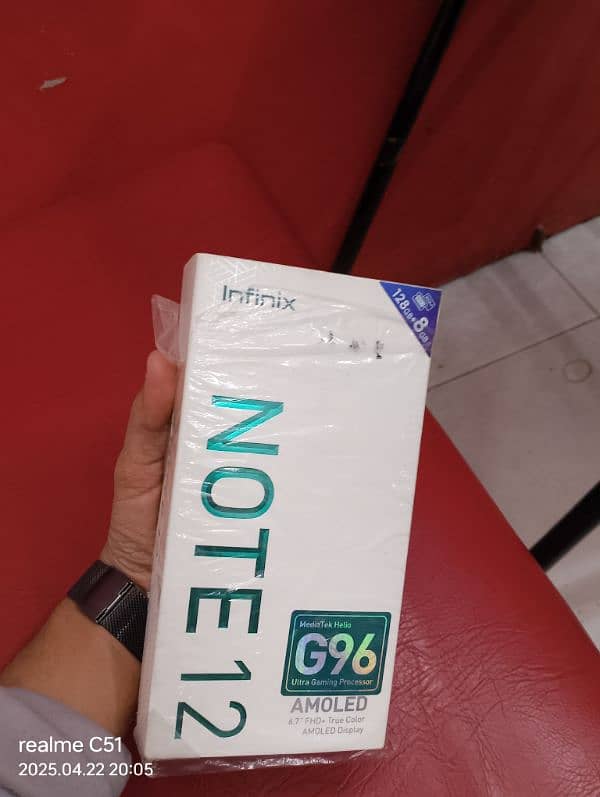 Infinix
128GB+8GB
NOTE 12
MediaTek Helio
G96
Ultra Gaming Processor
AMOLED
6.7" FHD+ True Color
AMOLED Display
realme C51
2025.04.22 20:05